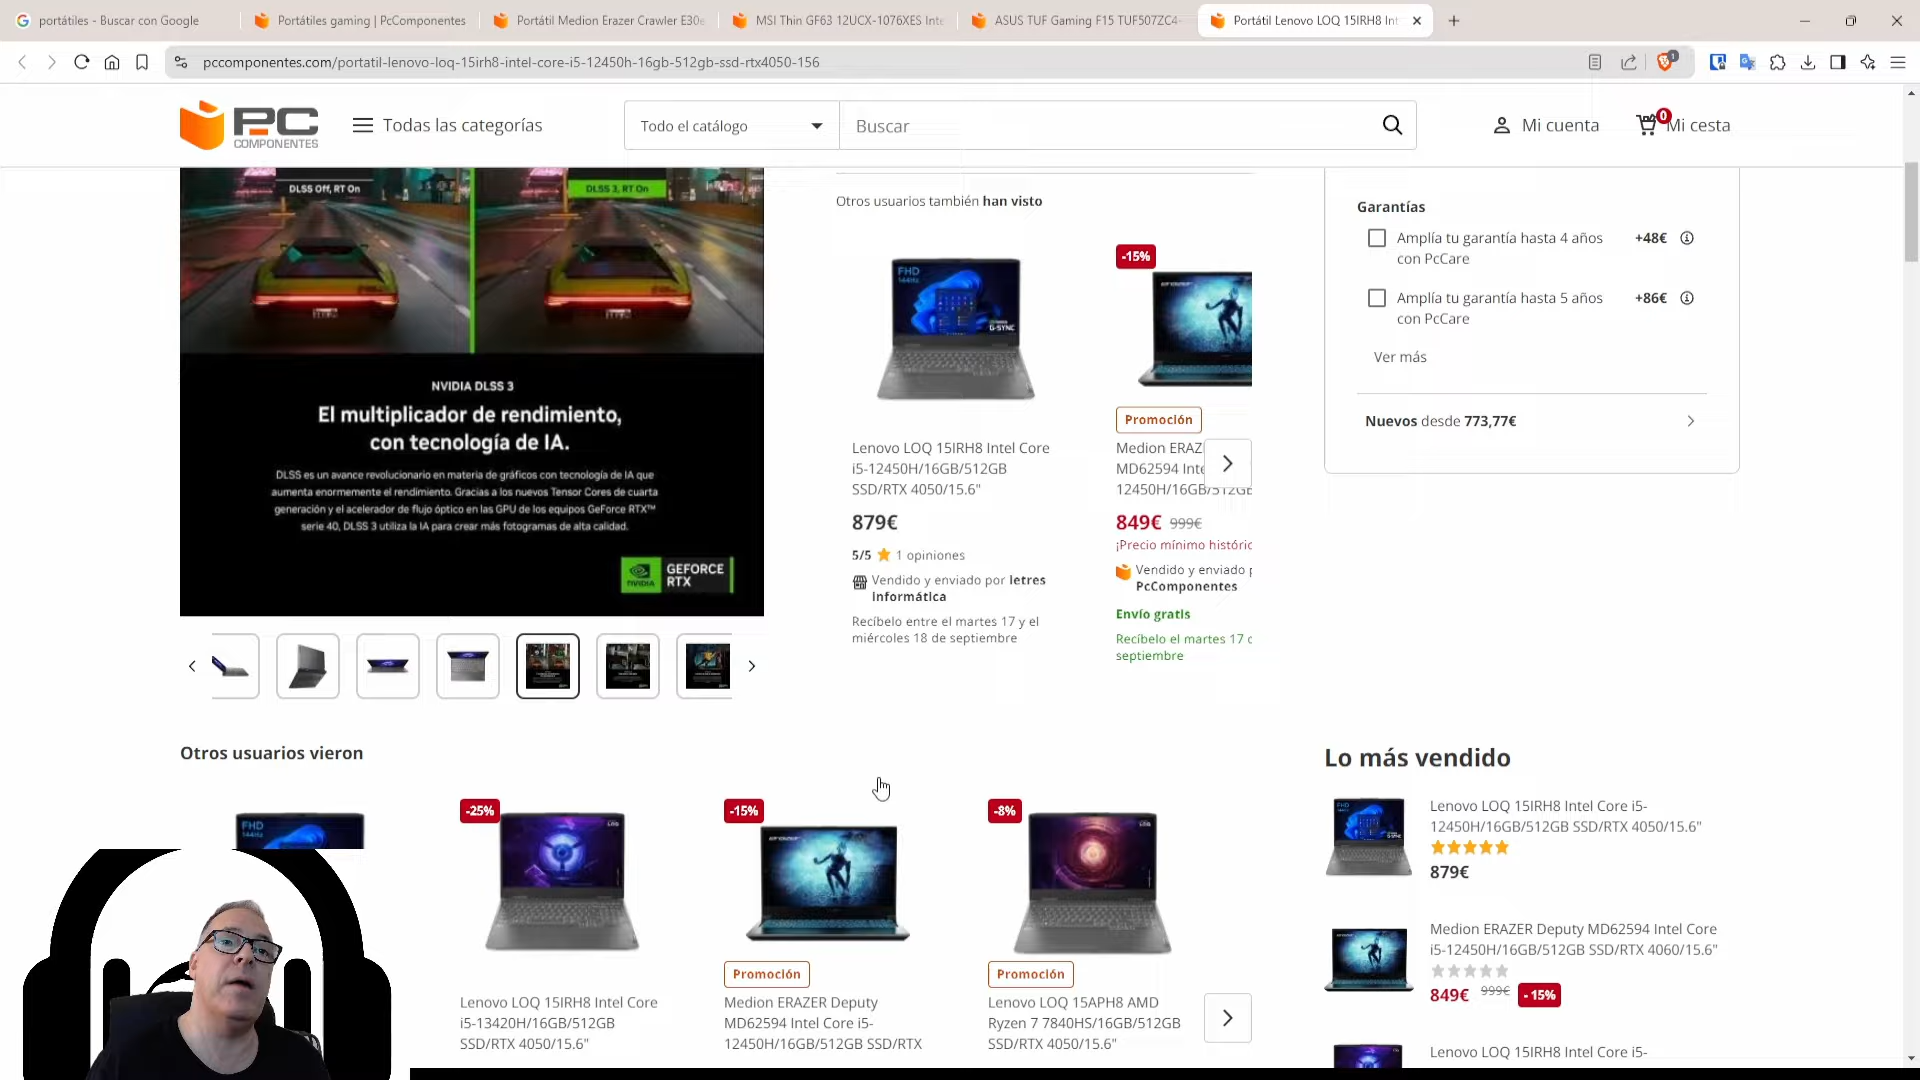 portátiles - Buscar con Google
Portátiles gaming | PcComponentes
Portátil Medion Erazer Crawler E30e
MSI Thin GF63 12UCX-1076XES Inte
ASUS TUF Gaming F15 TUF507ZC4-
Portátil Lenovo LOQ 15IRH8 Int
pccomponentes.com/portatil-lenovo-loq-15irh8-intel-core-i5-12450h-16gb-512gb-ssd-rtx4050-156
1
PC
COMPONENTES
Todas las categorías
Todo el catálogo
Buscar
Mi cuenta
0
Mi cesta
DLSS Off, RT On
DLSS 3, RT On
NVIDIA DLSS 3
El multiplicador de rendimiento,
con tecnología de IA.
DLSS es un avance revolucionario en materia de gráficos con tecnología de IA que
aumenta enormemente el rendimiento. Gracias a los nuevos Tensor Cores de cuarta
generación y el acelerador de flujo óptico en las GPU de los equipos GeForce RTX™
serie 40, DLSS 3 utiliza la IA para crear más fotogramas de alta calidad.
NVIDIA
GEFORCE
RTX
Otros usuarios también han visto
FHD
144Hz
G-SYNC
Lenovo LOQ 15IRH8 Intel Core
i5-12450H/16GB/512GB
SSD/RTX 4050/15.6"
879€
5/5 1 opiniones
Vendido y enviado por letres
informática
Recíbelo entre el martes 17 y el
miércoles 18 de septiembre
-15%
Promoción
Medion ERAZ
MD62594 Inte
12450H/16GB/512GB
849€ 999€
¡Precio mínimo históric
Vendido y enviado p
PcComponentes
Envío gratis
Recíbelo el martes 17 d
septiembre
Garantías
Amplía tu garantía hasta 4 años
con PcCare
+48€
Amplía tu garantía hasta 5 años
con PcCare
+86€
Ver más
Nuevos desde 773,77€
Otros usuarios vieron
FHD
144Hz
-25%
Lenovo LOQ 15IRH8 Intel Core
i5-13420H/16GB/512GB
SSD/RTX 4050/15.6"
-15%
Promoción
Medion ERAZER Deputy
MD62594 Intel Core i5-
12450H/16GB/512GB SSD/RTX
-8%
Promoción
Lenovo LOQ 15APH8 AMD
Ryzen 7 7840HS/16GB/512GB
SSD/RTX 4050/15.6"
Lo más vendido
Lenovo LOQ 15IRH8 Intel Core i5-
12450H/16GB/512GB SSD/RTX 4050/15.6"
879€
Medion ERAZER Deputy MD62594 Intel Core
i5-12450H/16GB/512GB SSD/RTX 4060/15.6"
849€ 999€ - 15%
Lenovo LOQ 15IRH8 Intel Core i5-